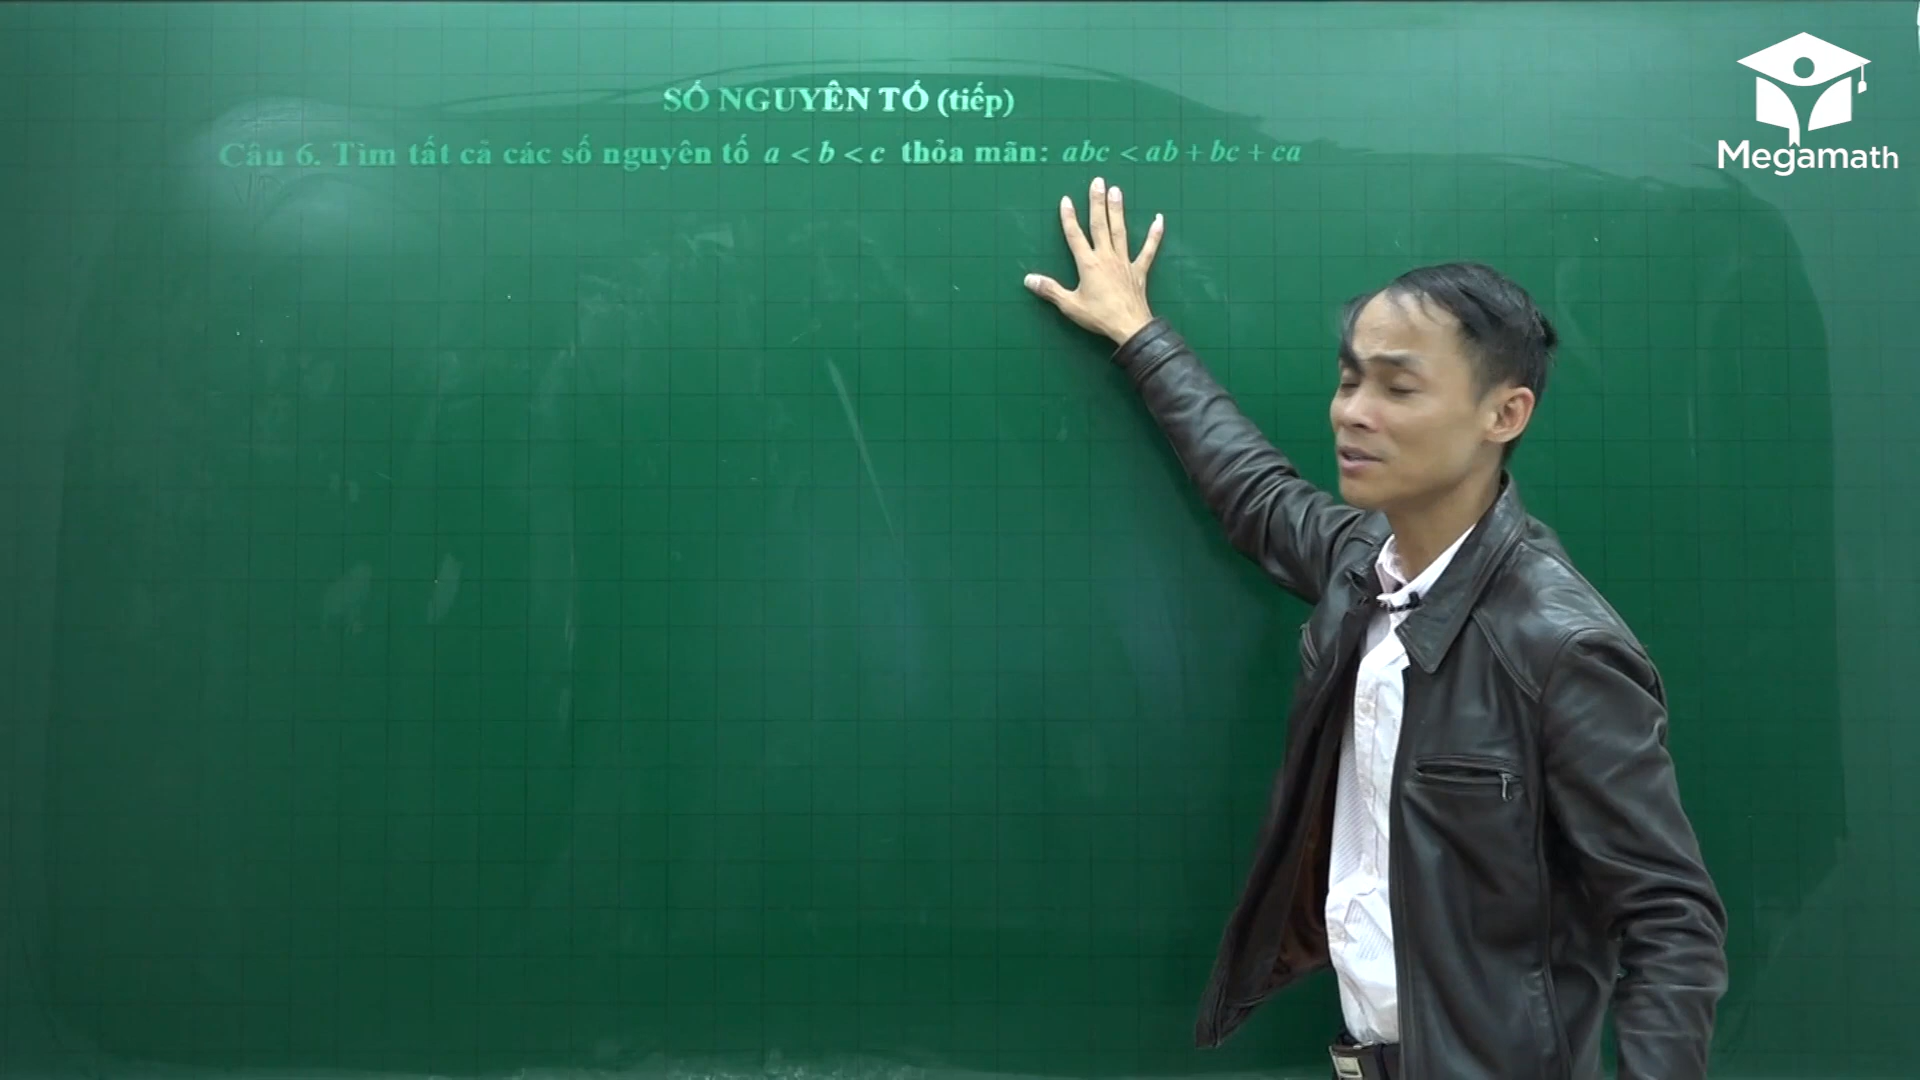 Megamath
SỐ NGUYÊN TỐ (tiếp)
Câu 6. Tìm tất cả các số nguyên tố a < b < c thỏa mãn: abc < ab + bc + ca